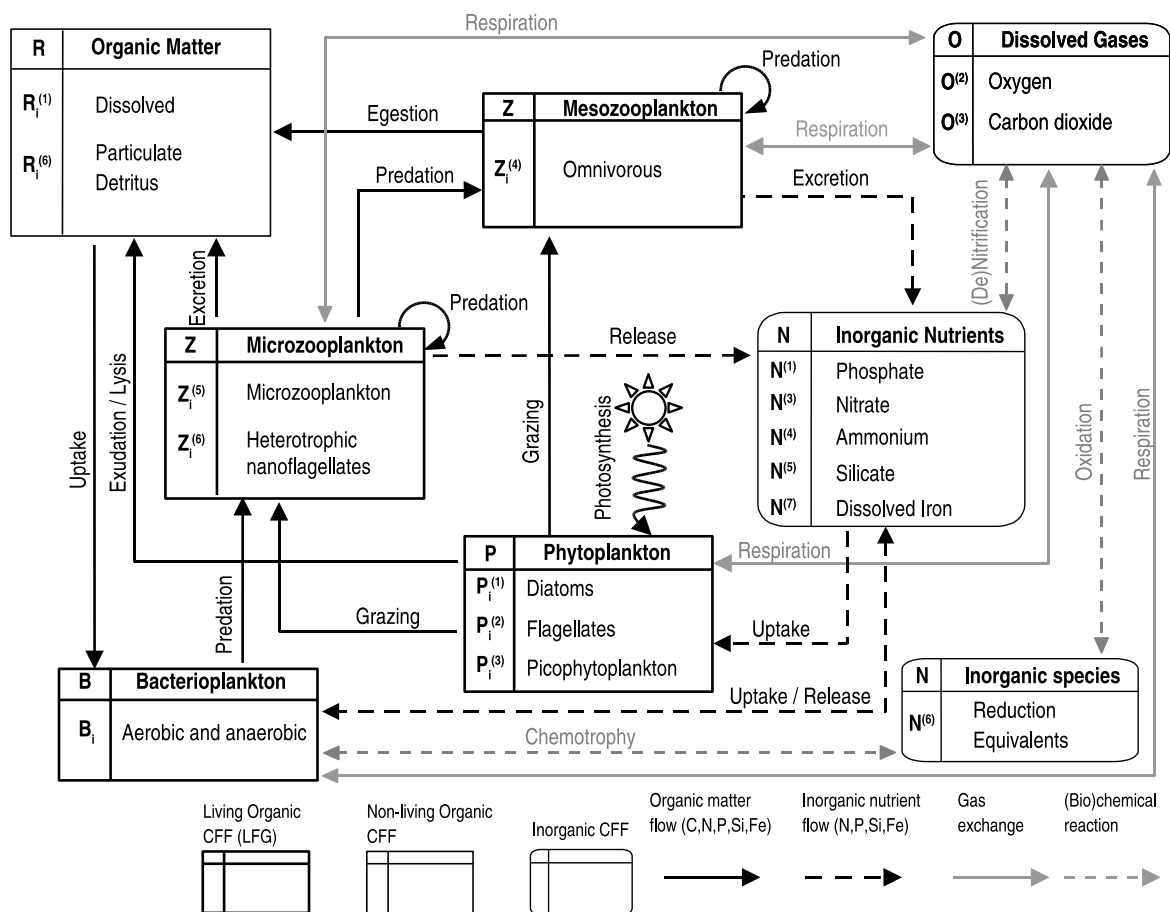 R Organic Matter
R_i^(1) Dissolved
R_i^(6) Particulate
Detritus
Respiration
O Dissolved Gases
O^(2) Oxygen
O^(3) Carbon dioxide
Predation
Z Mesozooplankton
Z_i^(4) Omnivorous
Egestion
Respiration
Predation
Excretion
(De)Nitrification
Excretion
Predation
Z Microzooplankton
Z_i^(5) Microzooplankton
Z_i^(6) Heterotrophic
nanoflagellates
Release
N Inorganic Nutrients
N^(1) Phosphate
N^(3) Nitrate
N^(4) Ammonium
N^(5) Silicate
N^(7) Dissolved Iron
Uptake
Exudation / Lysis
Grazing
Photosynthesis
Oxidation
Respiration
P Phytoplankton
P_i^(1) Diatoms
P_i^(2) Flagellates
P_i^(3) Picophytoplankton
Respiration
Predation
Grazing
Uptake
B Bacterioplankton
B_i Aerobic and anaerobic
Uptake / Release
Chemotrophy
N Inorganic species
N^(6) Reduction
Equivalents
Living Organic
CFF (LFG)
Non-living Organic
CFF
Inorganic CFF
Organic matter
flow (C,N,P,Si,Fe)
Inorganic nutrient
flow (N,P,Si,Fe)
Gas
exchange
(Bio)chemical
reaction